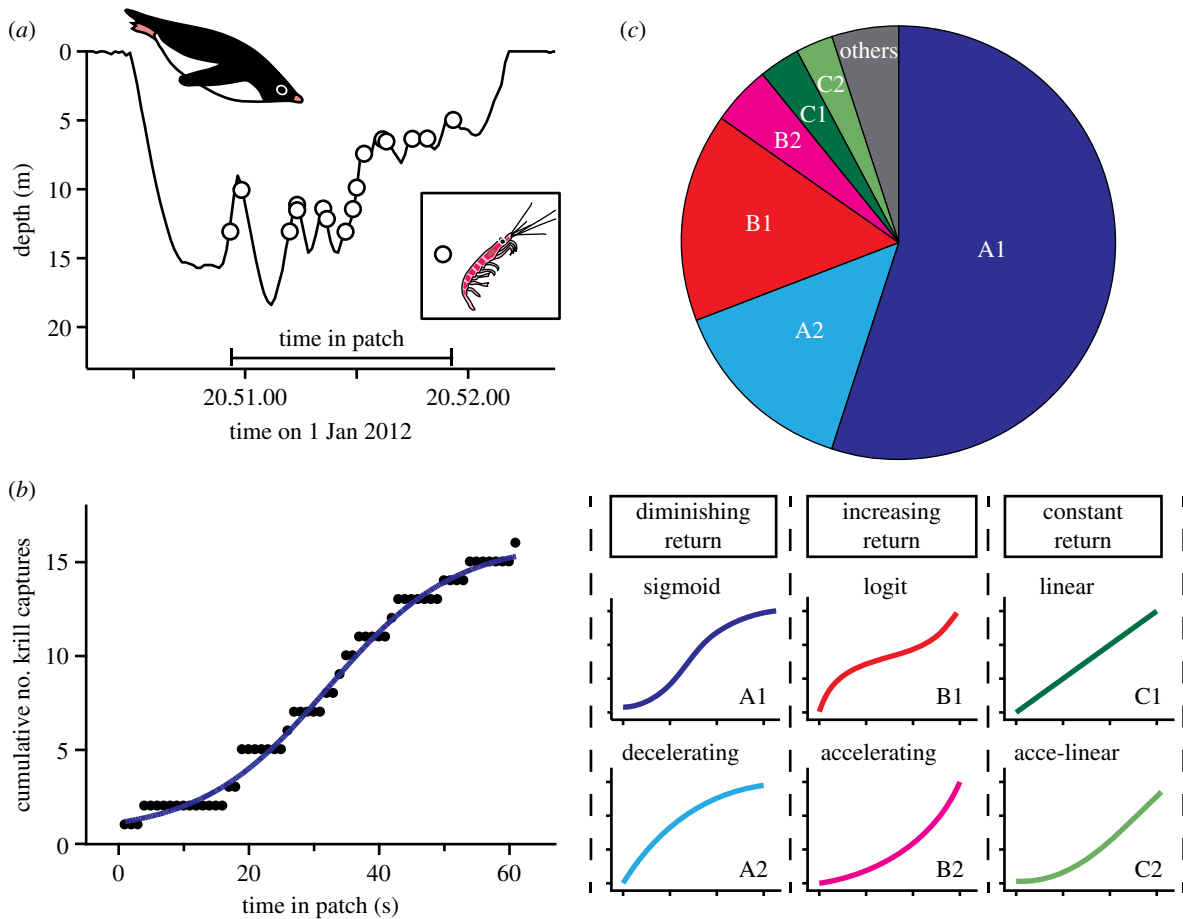 (a)
0
5
10
15
20
depth (m)
time in patch
20.51.00
20.52.00
time on 1 Jan 2012
(c)
others
C2
C1
B2
B1
A2
A1
(b)
15
10
5
0
cumulative no. krill captures
0
20
40
60
time in patch (s)
diminishing
return
increasing
return
constant
return
sigmoid
A1
logit
B1
linear
C1
decelerating
A2
accelerating
B2
acce-linear
C2